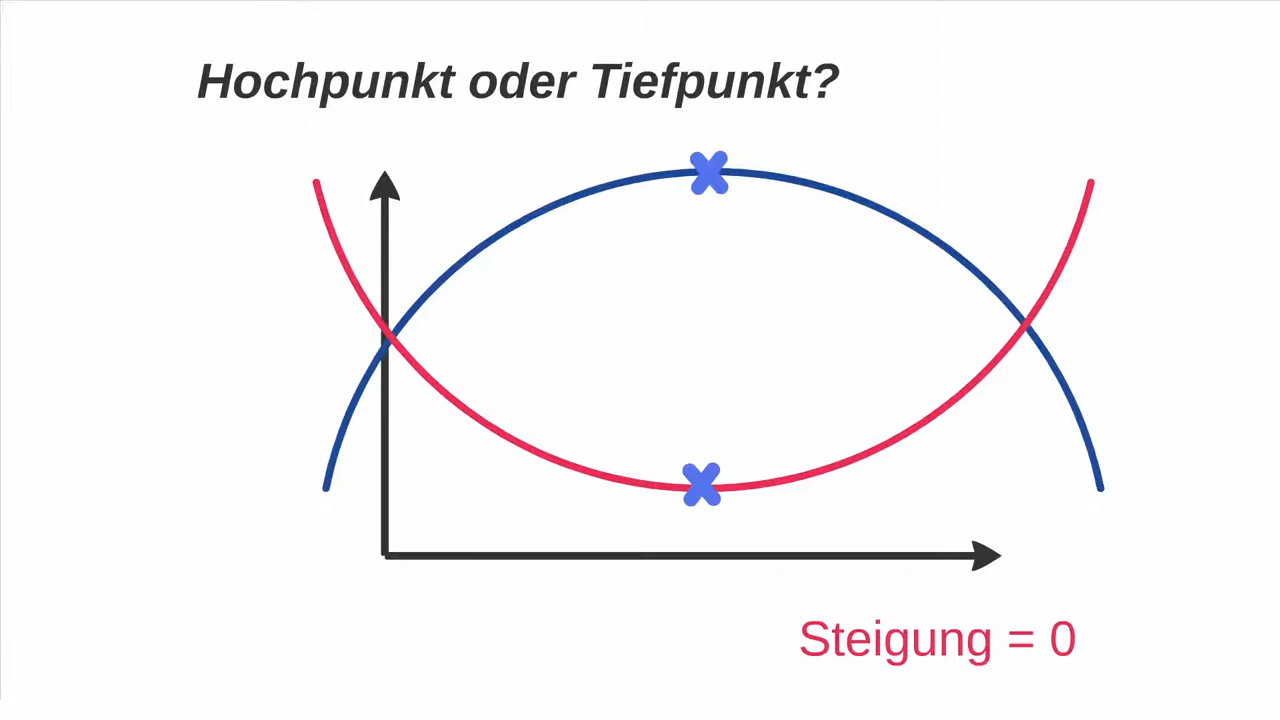 Hochpunkt oder Tiefpunkt?
Steigung = 0